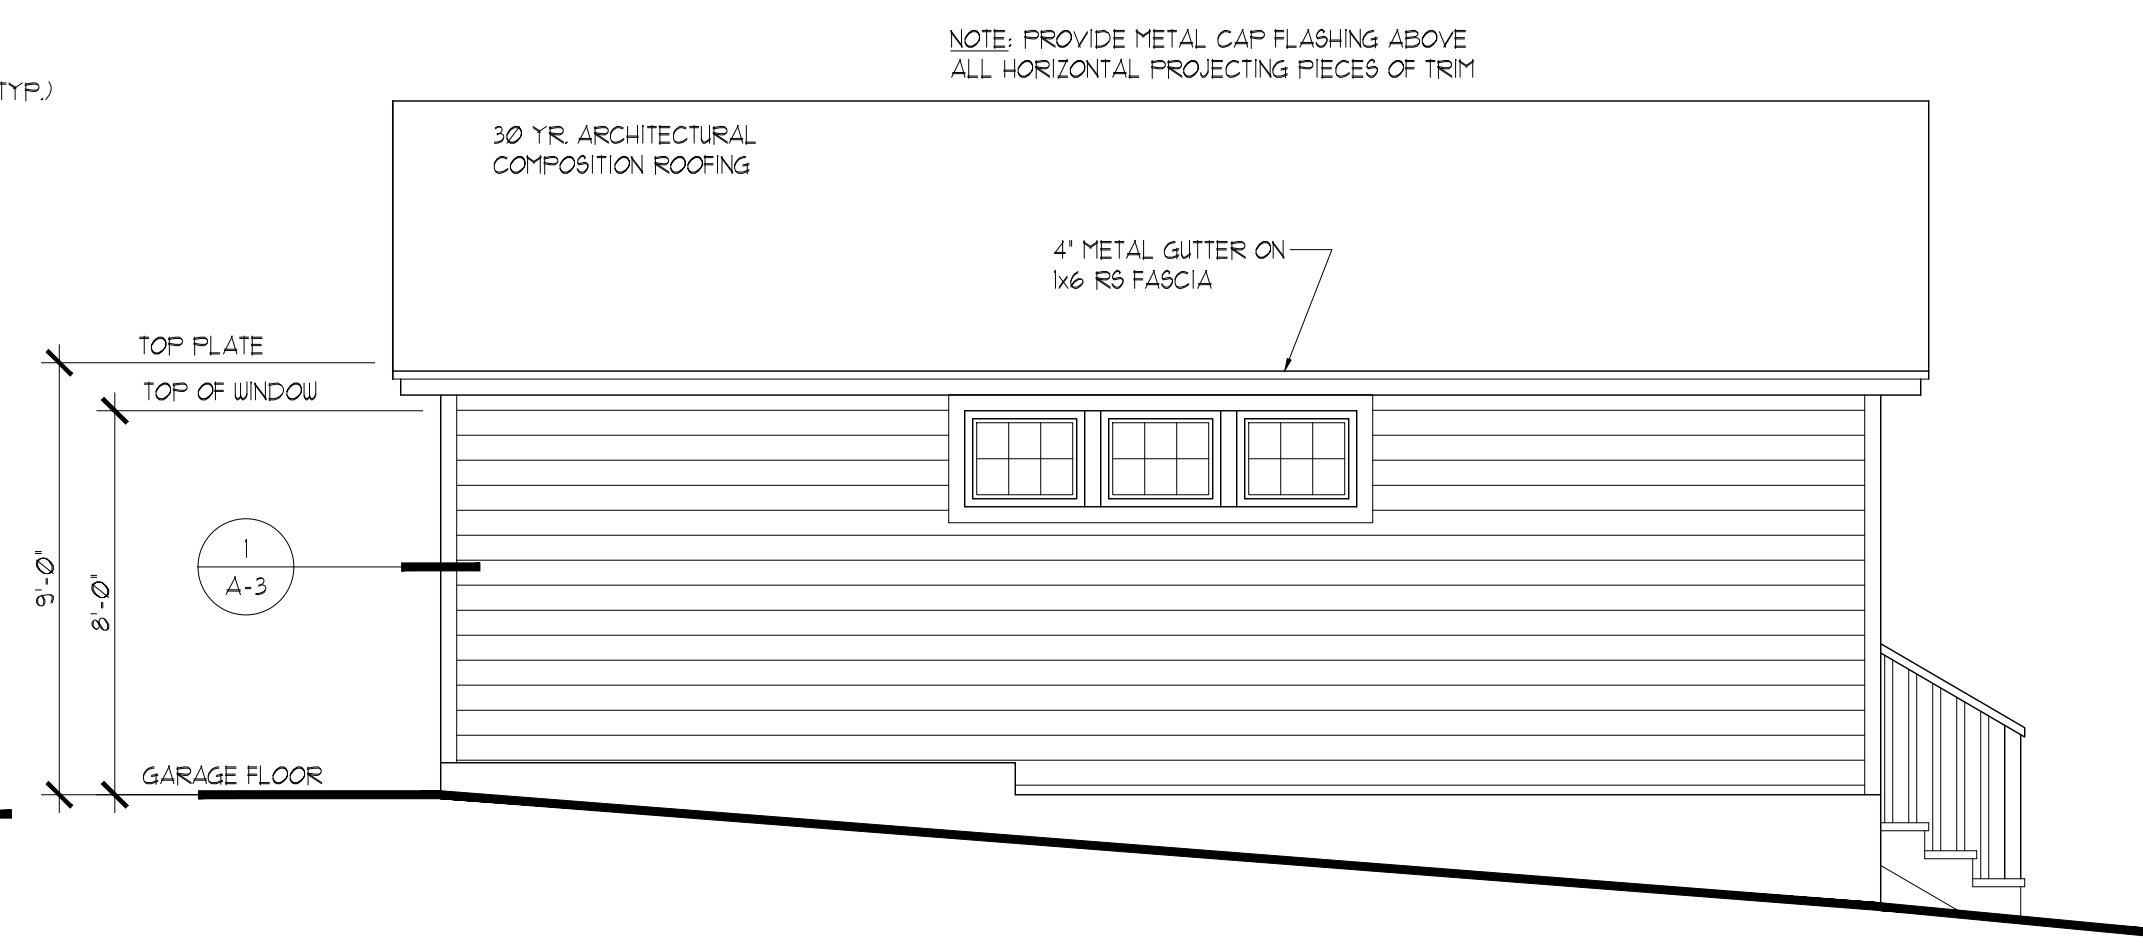 NOTE: PROVIDE METAL CAP FLASHING ABOVE
ALL HORIZONTAL PROJECTING PIECES OF TRIM
TYP.)
30 YR. ARCHITECTURAL
COMPOSITION ROOFING
4" METAL GUTTER ON
1x6 RS FASCIA
TOP PLATE
TOP OF WINDOW
1
A-3
9'-0"
8'-0"
GARAGE FLOOR